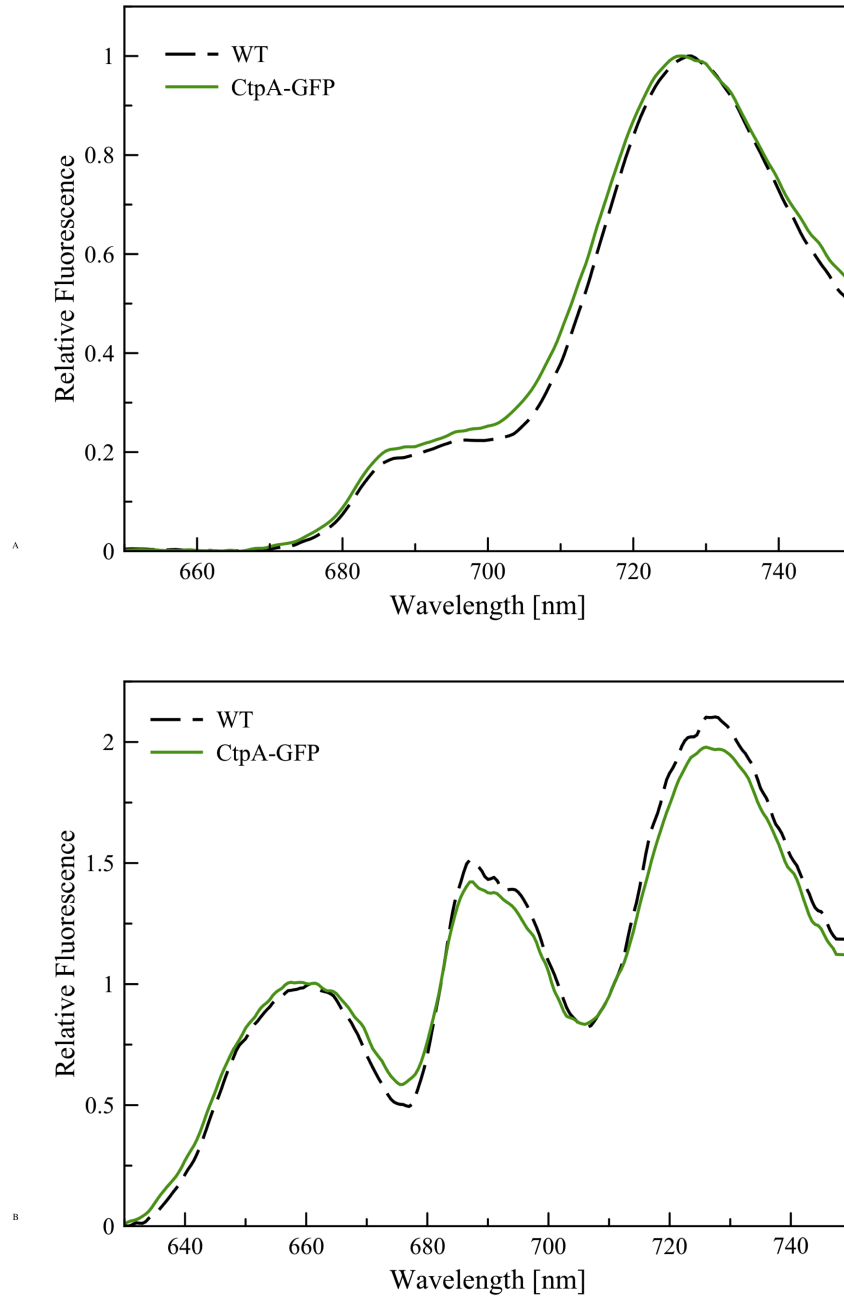 WT
CtpA-GFP
1
0.8
0.6
0.4
0.2
0
Relative Fluorescence
660 680 700 720 740
Wavelength [nm]
A
WT
CtpA-GFP
2
1.5
1
0.5
0
Relative Fluorescence
640 660 680 700 720 740
Wavelength [nm]
B